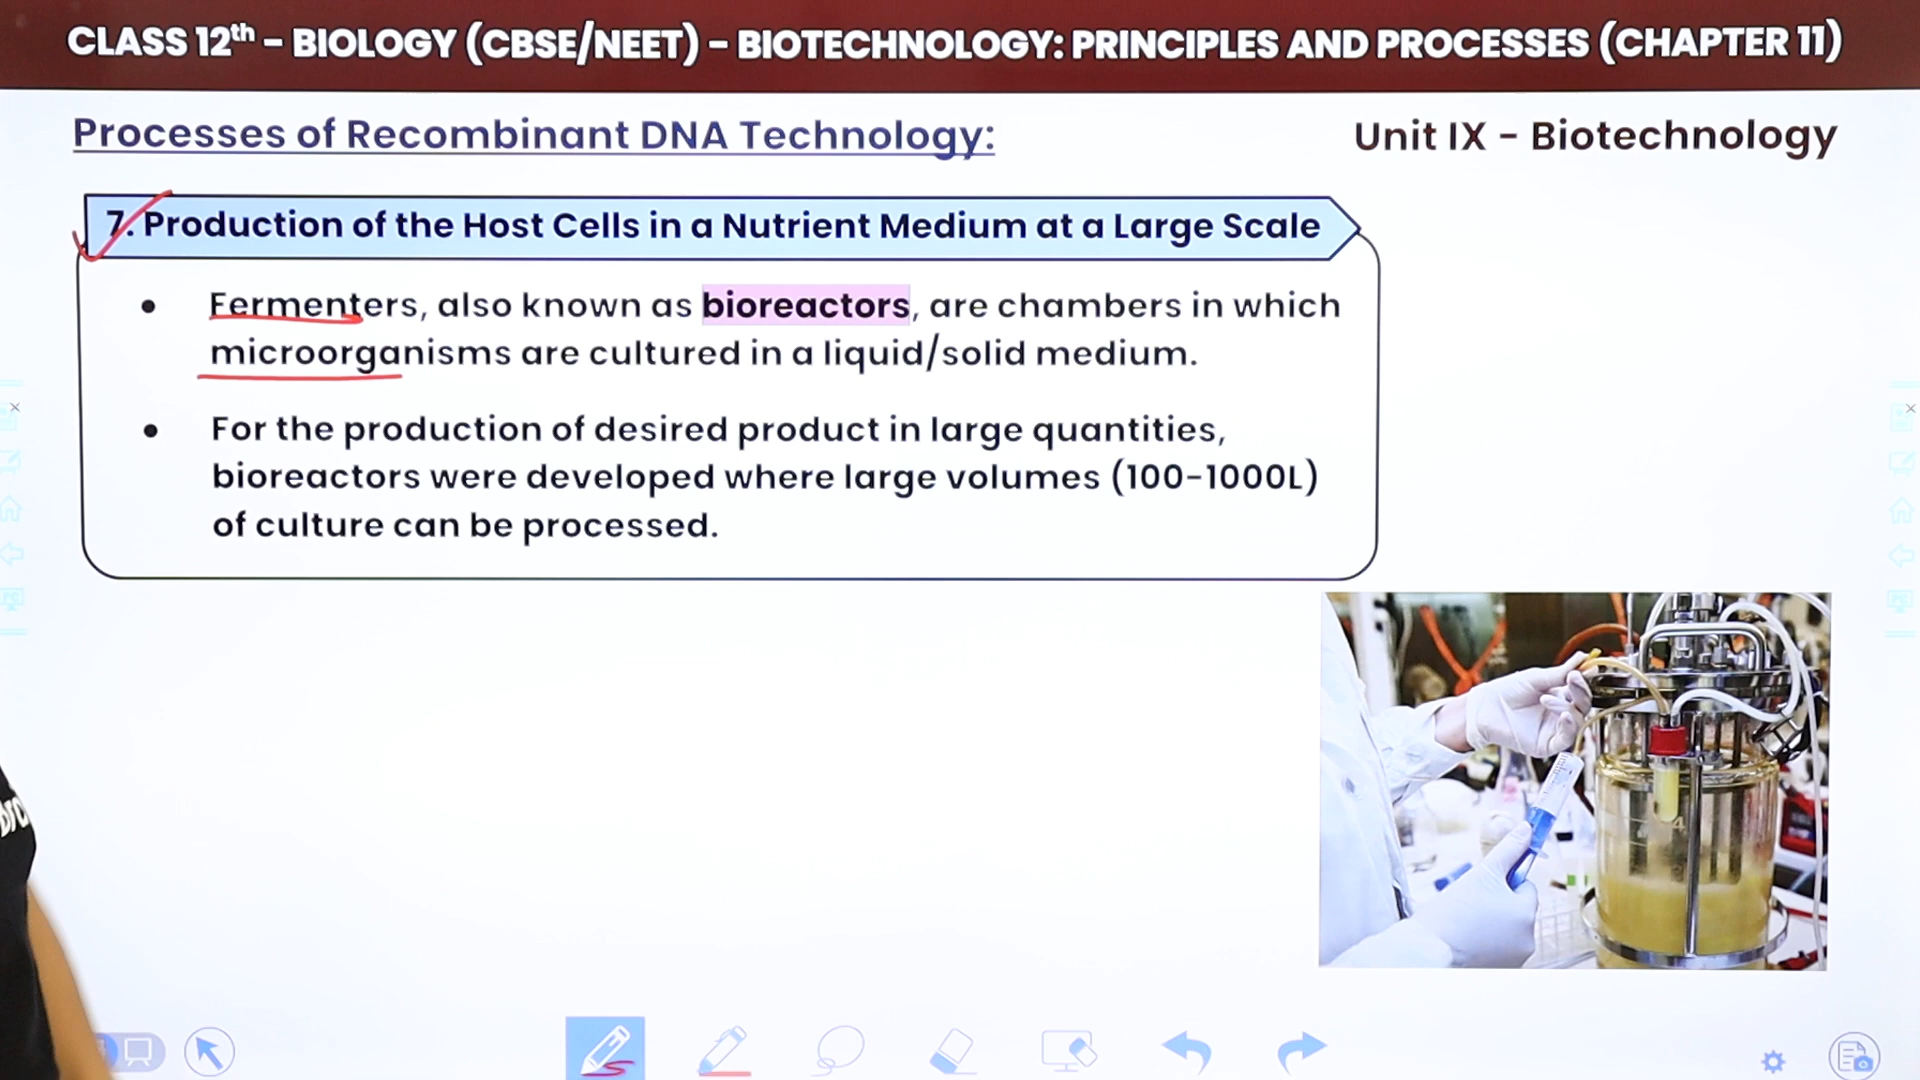 CLASS 12th – BIOLOGY (CBSE/NEET) – BIOTECHNOLOGY: PRINCIPLES AND PROCESSES (CHAPTER 11)
Processes of Recombinant DNA Technology:
Unit IX – Biotechnology
7. Production of the Host Cells in a Nutrient Medium at a Large Scale
• Fermenters, also known as bioreactors, are chambers in which
microorganisms are cultured in a liquid/solid medium.
• For the production of desired product in large quantities,
bioreactors were developed where large volumes (100-1000L)
of culture can be processed.